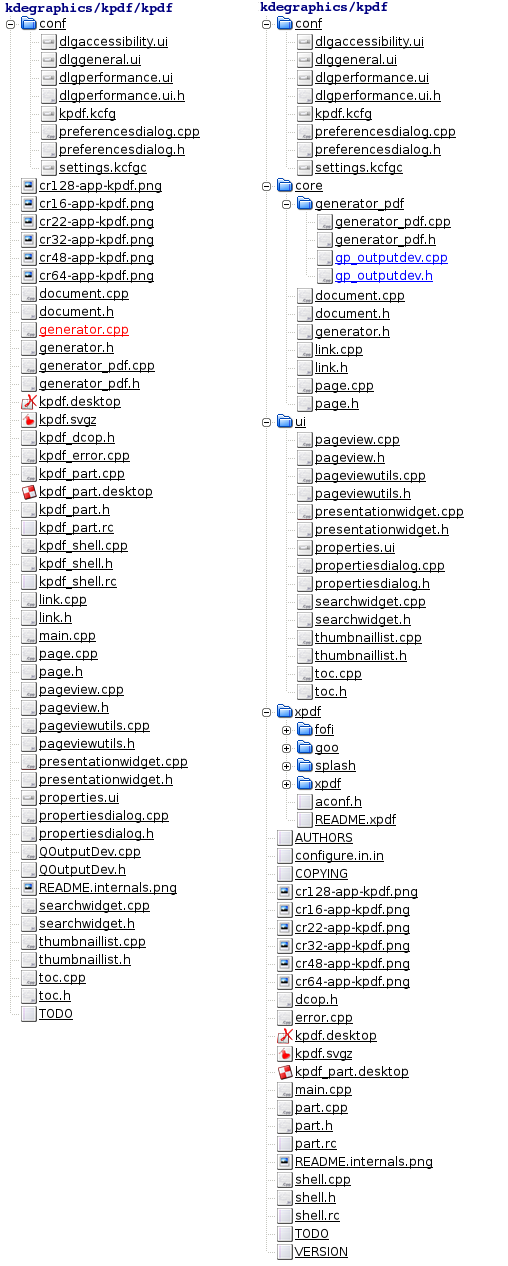 kdegraphics/kpdf/kpdf
conf
dlgaccessibility.ui
dlggeneral.ui
dlgperformance.ui
dlgperformance.ui.h
kpdf.kcfg
preferencesdialog.cpp
preferencesdialog.h
settings.kcfgc
cr128-app-kpdf.png
cr16-app-kpdf.png
cr22-app-kpdf.png
cr32-app-kpdf.png
cr48-app-kpdf.png
cr64-app-kpdf.png
document.cpp
document.h
generator.cpp
generator.h
generator_pdf.cpp
generator_pdf.h
kpdf.desktop
kpdf.svgz
kpdf_dcop.h
kpdf_error.cpp
kpdf_part.cpp
kpdf_part.desktop
kpdf_part.h
kpdf_part.rc
kpdf_shell.cpp
kpdf_shell.h
kpdf_shell.rc
link.cpp
link.h
main.cpp
page.cpp
page.h
pageview.cpp
pageview.h
pageviewutils.cpp
pageviewutils.h
presentationwidget.cpp
presentationwidget.h
properties.ui
propertiesdialog.cpp
propertiesdialog.h
QOutputDev.cpp
QOutputDev.h
README.internals.png
searchwidget.cpp
searchwidget.h
thumbnaillist.cpp
thumbnaillist.h
toc.cpp
toc.h
TODO
kdegraphics/kpdf
conf
dlgaccessibility.ui
dlggeneral.ui
dlgperformance.ui
dlgperformance.ui.h
kpdf.kcfg
preferencesdialog.cpp
preferencesdialog.h
settings.kcfgc
core
generator_pdf
generator_pdf.cpp
generator_pdf.h
gp_outputdev.cpp
gp_outputdev.h
document.cpp
document.h
generator.h
link.cpp
link.h
page.cpp
page.h
ui
pageview.cpp
pageview.h
pageviewutils.cpp
pageviewutils.h
presentationwidget.cpp
presentationwidget.h
properties.ui
propertiesdialog.cpp
propertiesdialog.h
searchwidget.cpp
searchwidget.h
thumbnaillist.cpp
thumbnaillist.h
toc.cpp
toc.h
xpdf
fofi
goo
splash
xpdf
aconf.h
README.xpdf
AUTHORS
configure.in.in
COPYING
cr128-app-kpdf.png
cr16-app-kpdf.png
cr22-app-kpdf.png
cr32-app-kpdf.png
cr48-app-kpdf.png
cr64-app-kpdf.png
dcop.h
error.cpp
kpdf.desktop
kpdf.svgz
kpdf_part.desktop
main.cpp
part.cpp
part.h
part.rc
README.internals.png
shell.cpp
shell.h
shell.rc
TODO
VERSION